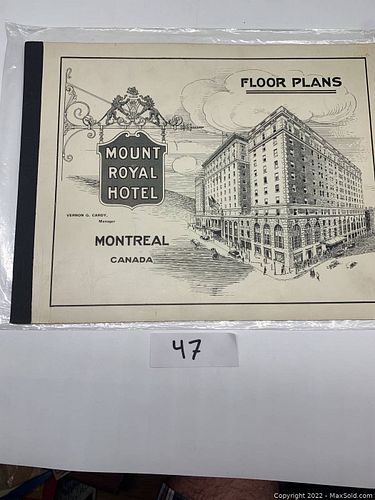 FLOOR PLANS
MOUNT
ROYAL
HOTEL
VERNON G. CARDY,
Manager
MONTREAL
CANADA
47
Copyright 2022 - MaxSold.com